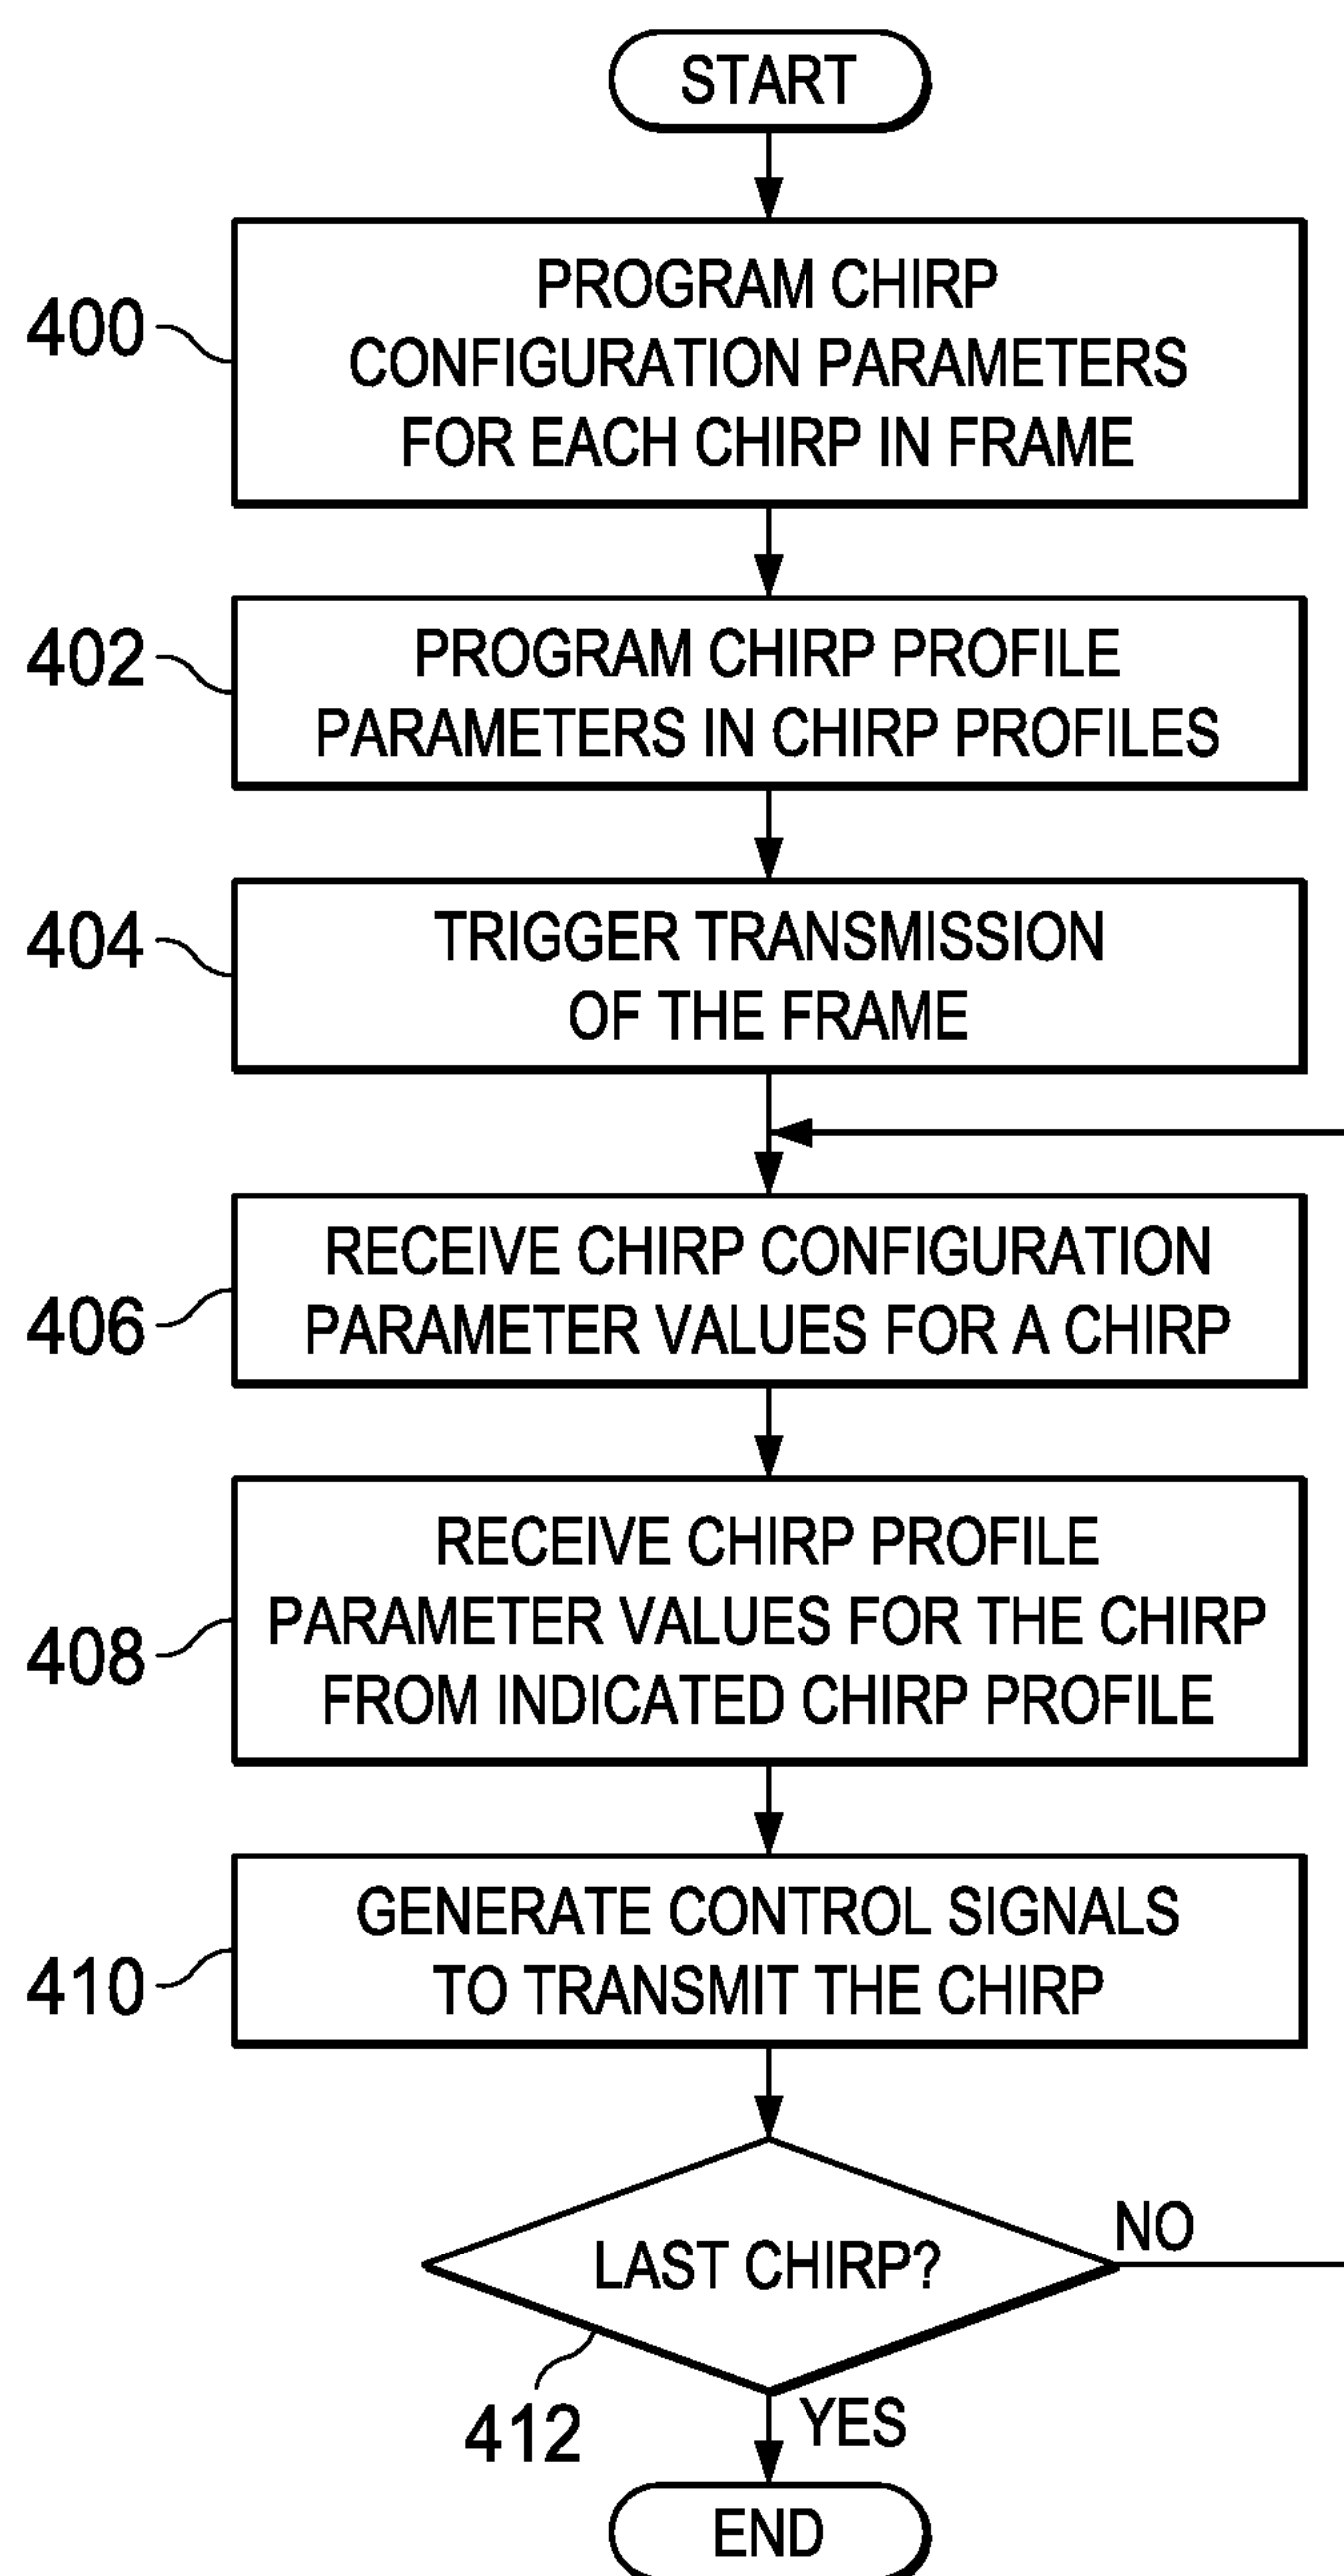 START
400
PROGRAM CHIRP
CONFIGURATION PARAMETERS
FOR EACH CHIRP IN FRAME
402
PROGRAM CHIRP PROFILE
PARAMETERS IN CHIRP PROFILES
404
TRIGGER TRANSMISSION
OF THE FRAME
406
RECEIVE CHIRP CONFIGURATION
PARAMETER VALUES FOR A CHIRP
408
RECEIVE CHIRP PROFILE
PARAMETER VALUES FOR THE CHIRP
FROM INDICATED CHIRP PROFILE
410
GENERATE CONTROL SIGNALS
TO TRANSMIT THE CHIRP
LAST CHIRP?
NO
412
YES
END